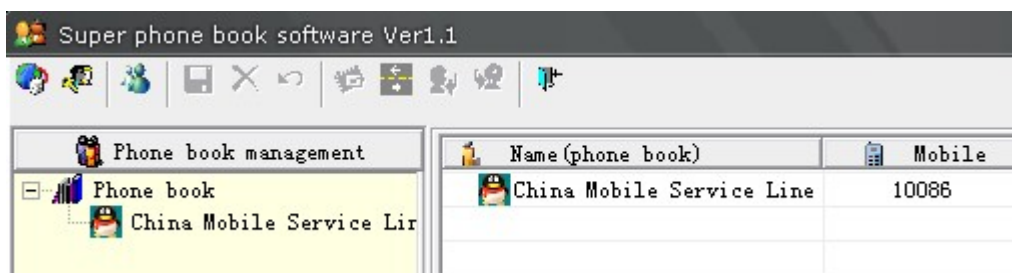 Super phone book software Ver1.1
Phone book management
Name(phone book)
Mobile
Phone book
China Mobile Service Line
10086
China Mobile Service Lir